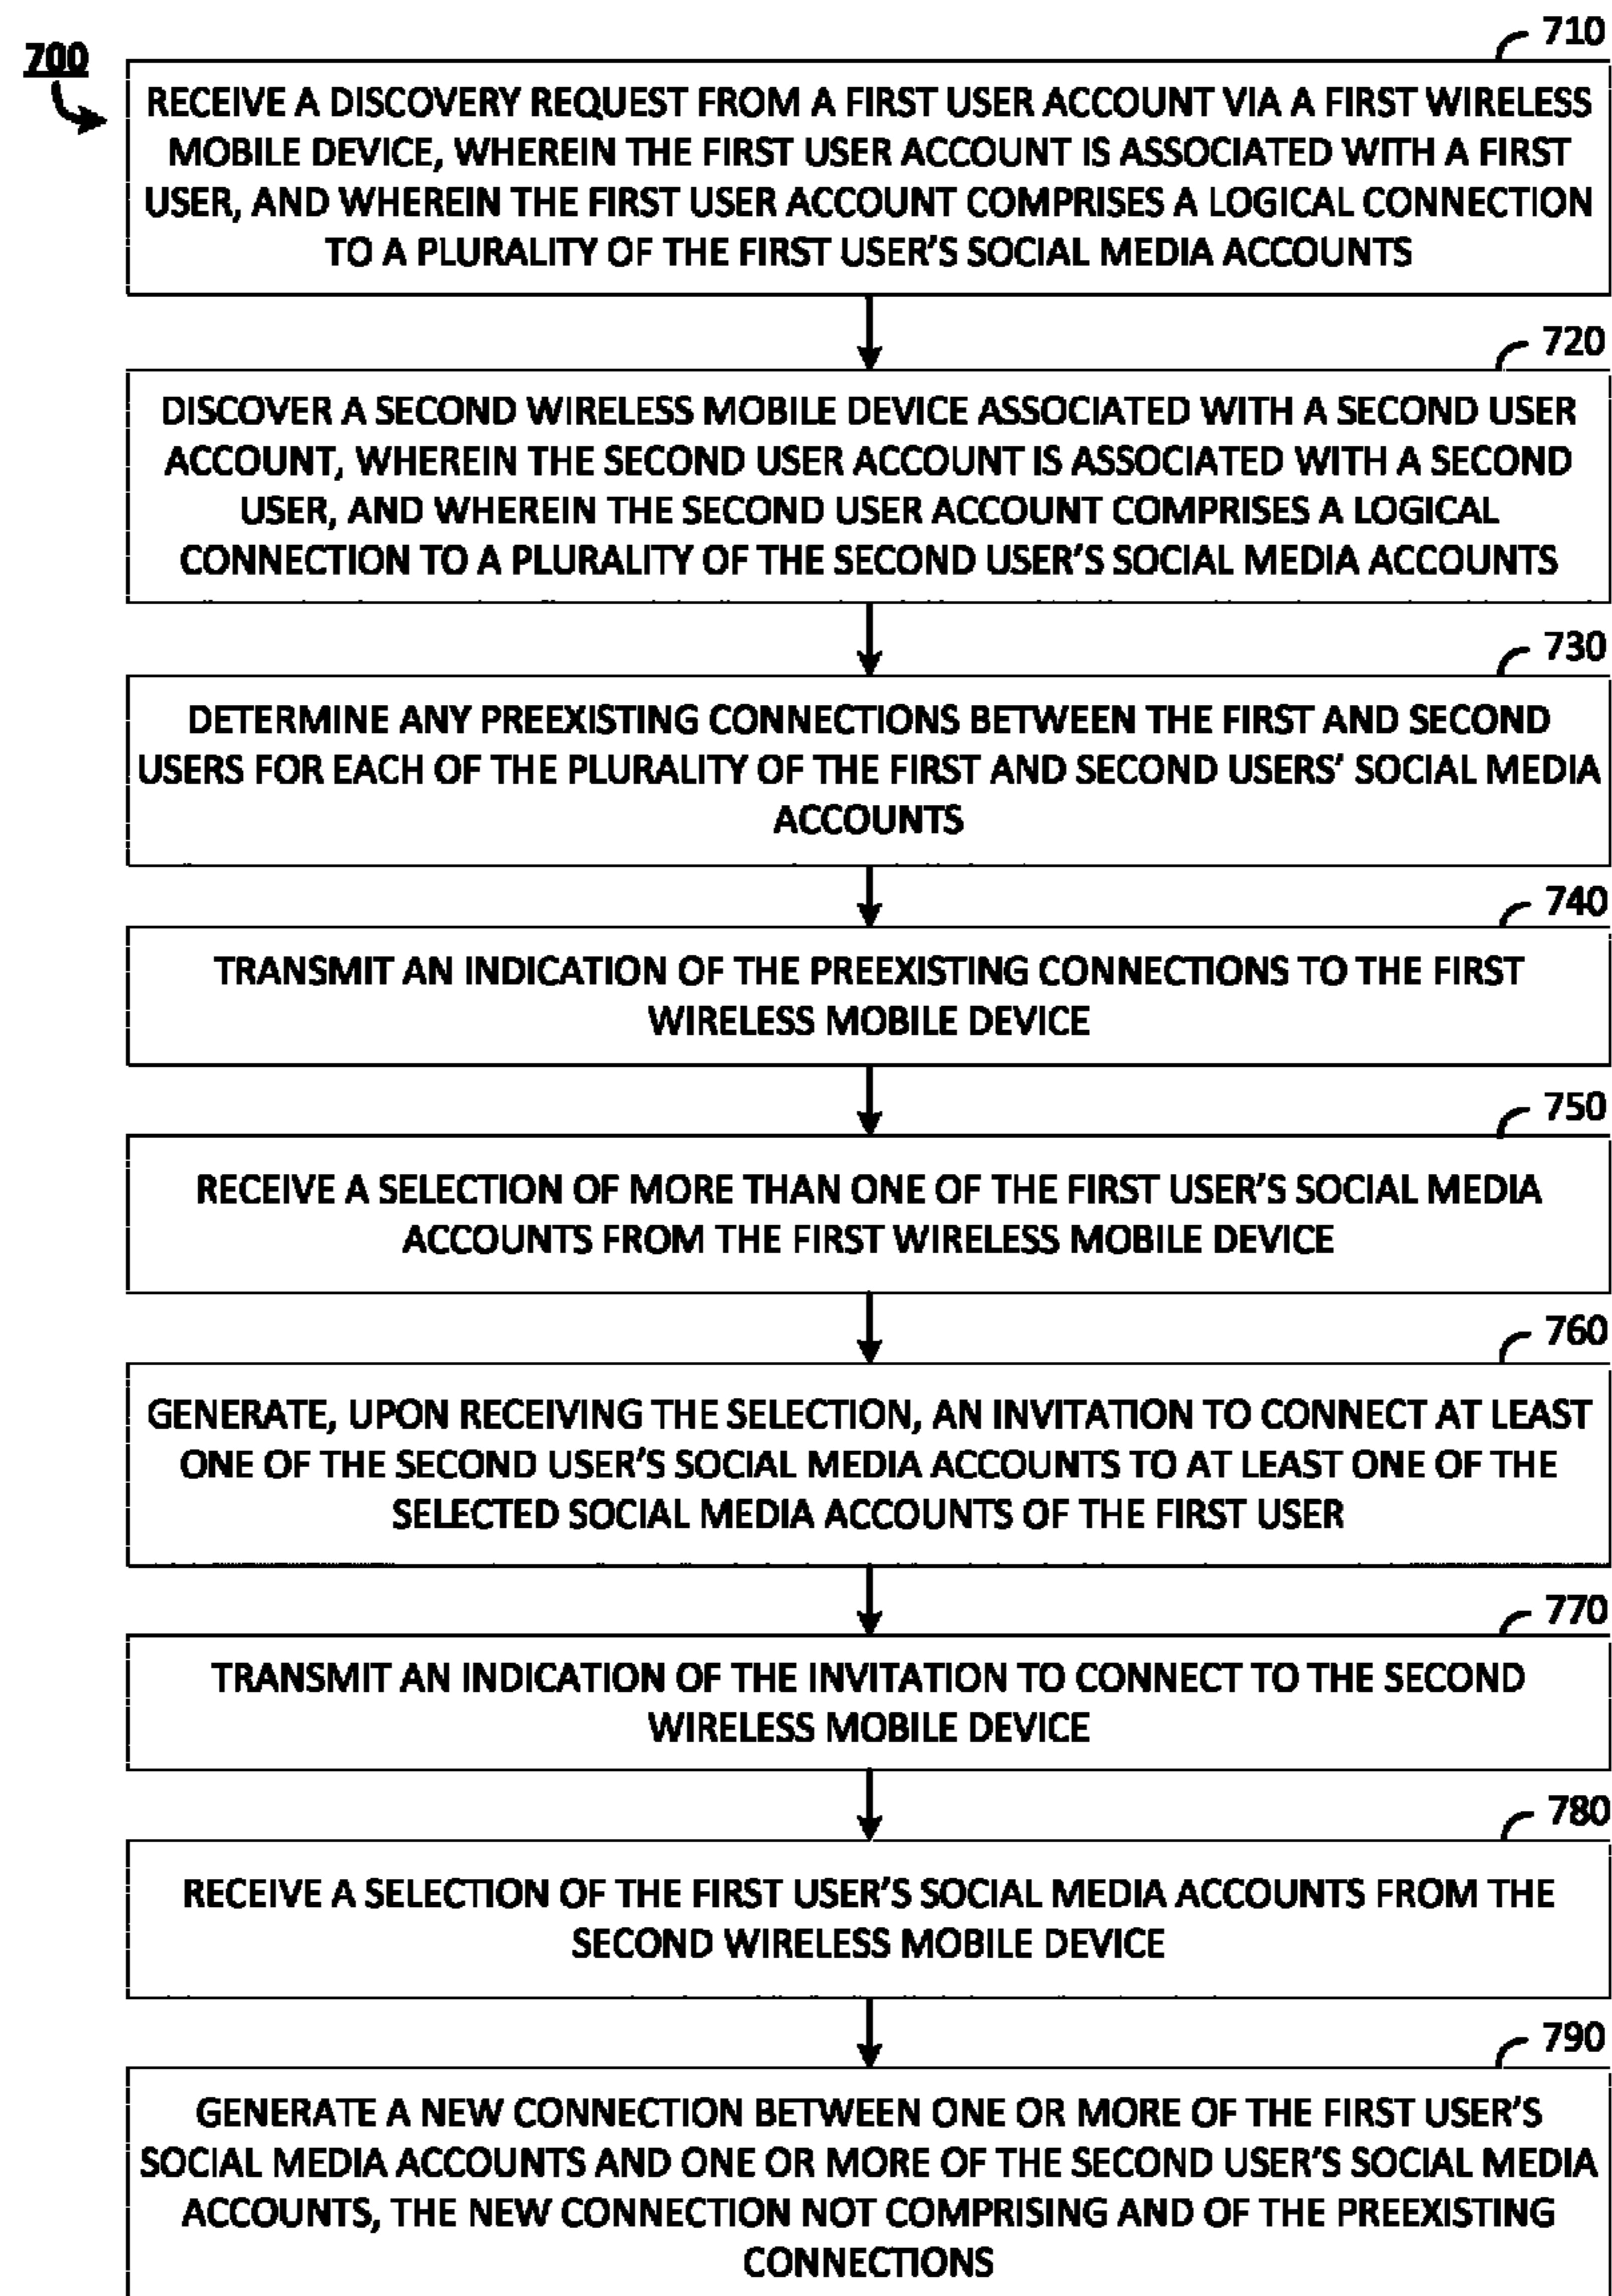 700
710
RECEIVE A DISCOVERY REQUEST FROM A FIRST USER ACCOUNT VIA A FIRST WIRELESS
MOBILE DEVICE, WHEREIN THE FIRST USER ACCOUNT IS ASSOCIATED WITH A FIRST
USER, AND WHEREIN THE FIRST USER ACCOUNT COMPRISES A LOGICAL CONNECTION
TO A PLURALITY OF THE FIRST USER'S SOCIAL MEDIA ACCOUNTS
720
DISCOVER A SECOND WIRELESS MOBILE DEVICE ASSOCIATED WITH A SECOND USER
ACCOUNT, WHEREIN THE SECOND USER ACCOUNT IS ASSOCIATED WITH A SECOND
USER, AND WHEREIN THE SECOND USER ACCOUNT COMPRISES A LOGICAL
CONNECTION TO A PLURALITY OF THE SECOND USER'S SOCIAL MEDIA ACCOUNTS
730
DETERMINE ANY PREEXISTING CONNECTIONS BETWEEN THE FIRST AND SECOND
USERS FOR EACH OF THE PLURALITY OF THE FIRST AND SECOND USERS' SOCIAL MEDIA
ACCOUNTS
740
TRANSMIT AN INDICATION OF THE PREEXISTING CONNECTIONS TO THE FIRST
WIRELESS MOBILE DEVICE
750
RECEIVE A SELECTION OF MORE THAN ONE OF THE FIRST USER'S SOCIAL MEDIA
ACCOUNTS FROM THE FIRST WIRELESS MOBILE DEVICE
760
GENERATE, UPON RECEIVING THE SELECTION, AN INVITATION TO CONNECT AT LEAST
ONE OF THE SECOND USER'S SOCIAL MEDIA ACCOUNTS TO AT LEAST ONE OF THE
SELECTED SOCIAL MEDIA ACCOUNTS OF THE FIRST USER
770
TRANSMIT AN INDICATION OF THE INVITATION TO CONNECT TO THE SECOND
WIRELESS MOBILE DEVICE
780
RECEIVE A SELECTION OF THE FIRST USER'S SOCIAL MEDIA ACCOUNTS FROM THE
SECOND WIRELESS MOBILE DEVICE
790
GENERATE A NEW CONNECTION BETWEEN ONE OR MORE OF THE FIRST USER'S
SOCIAL MEDIA ACCOUNTS AND ONE OR MORE OF THE SECOND USER'S SOCIAL MEDIA
ACCOUNTS, THE NEW CONNECTION NOT COMPRISING AND OF THE PREEXISTING
CONNECTIONS